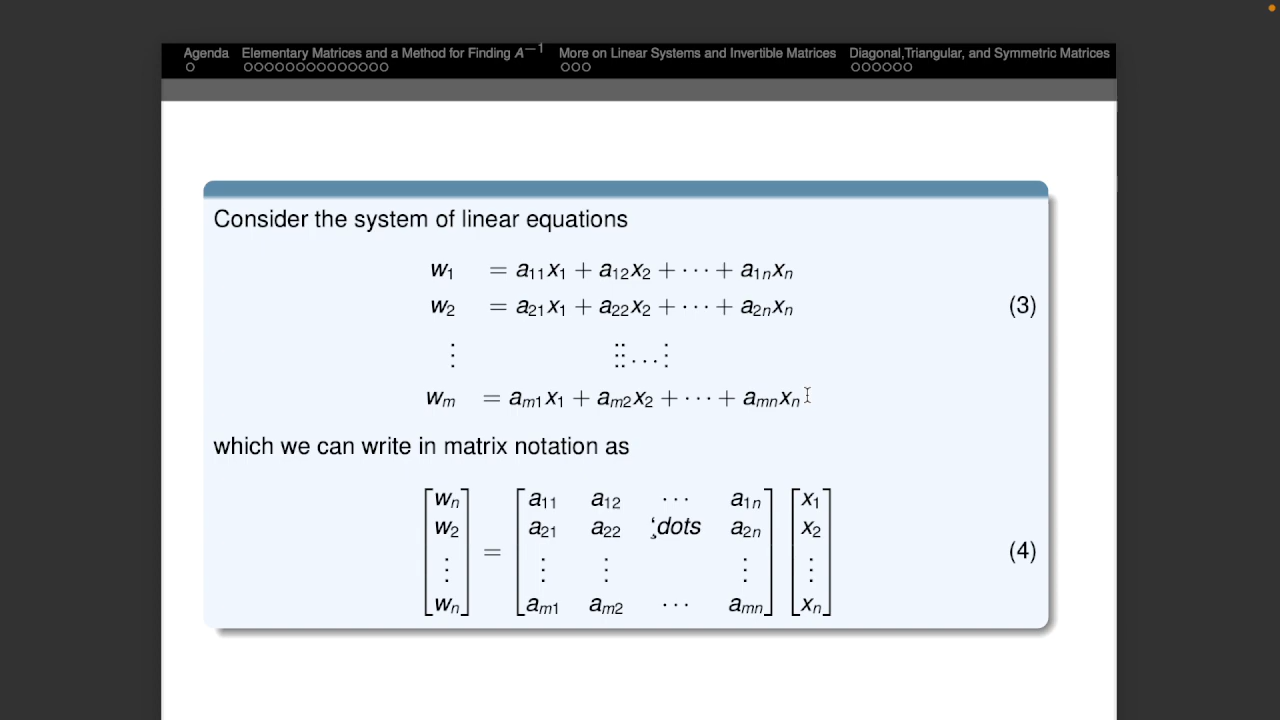 Agenda Elementary Matrices and a Method for Finding A⁻¹ More on Linear Systems and Invertible Matrices Diagonal,Triangular, and Symmetric Matrices
Consider the system of linear equations
w₁ = a₁₁x₁ + a₁₂x₂ + ⋯ + a₁ₙxₙ
w₂ = a₂₁x₁ + a₂₂x₂ + ⋯ + a₂ₙxₙ (3)
⋮ ⋮⋮…⋮
wₘ = aₘ₁x₁ + aₘ₂x₂ + ⋯ + aₘₙxₙ
which we can write in matrix notation as
[wₙ] [a₁₁ a₁₂ ⋯ a₁ₙ] [x₁]
[w₂] [a₂₁ a₂₂ ‘¸dots a₂ₙ] [x₂]
[⋮] = [⋮ ⋮ ⋮] [⋮] (4)
[wₙ] [aₘ₁ aₘ₂ ⋯ aₘₙ] [xₙ]